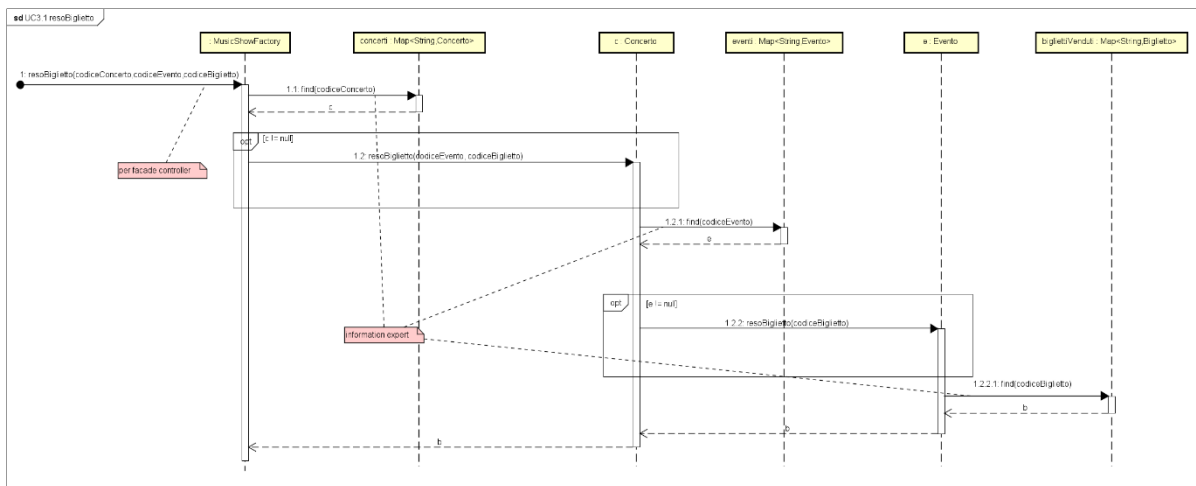 sd UC3.1 resoBiglietto
: MusicShowFactory
concerti : Map<String,Concerto>
c : Concerto
eventi : Map<String,Evento>
e : Evento
bigliettiVenduti : Map<String,Biglietto>
1: resoBiglietto(codiceConcerto,codiceEvento,codiceBiglietto)
1.1: find(codiceConcerto)
c
opt
[c != null]
1.2: resoBiglietto(codiceEvento, codiceBiglietto)
per facade controller
1.2.1: find(codiceEvento)
e
opt
[e != null]
1.2.2: resoBiglietto(codiceBiglietto)
information expert
1.2.2.1: find(codiceBiglietto)
b
b
b